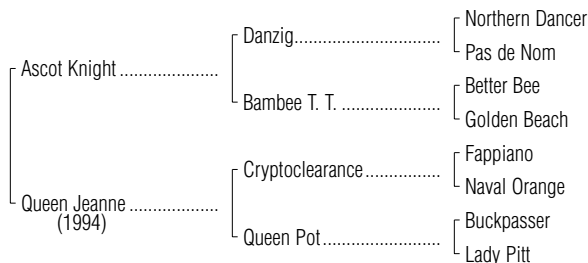 Northern Dancer
Danzig..................................
Pas de Nom
Ascot Knight .......................
Better Bee
Bambee T. T. .......................
Golden Beach
Fappiano
Cryptoclearance.................
Naval Orange
Queen Jeanne .....................
(1994)
Buckpasser
Queen Pot...........................
Lady Pitt